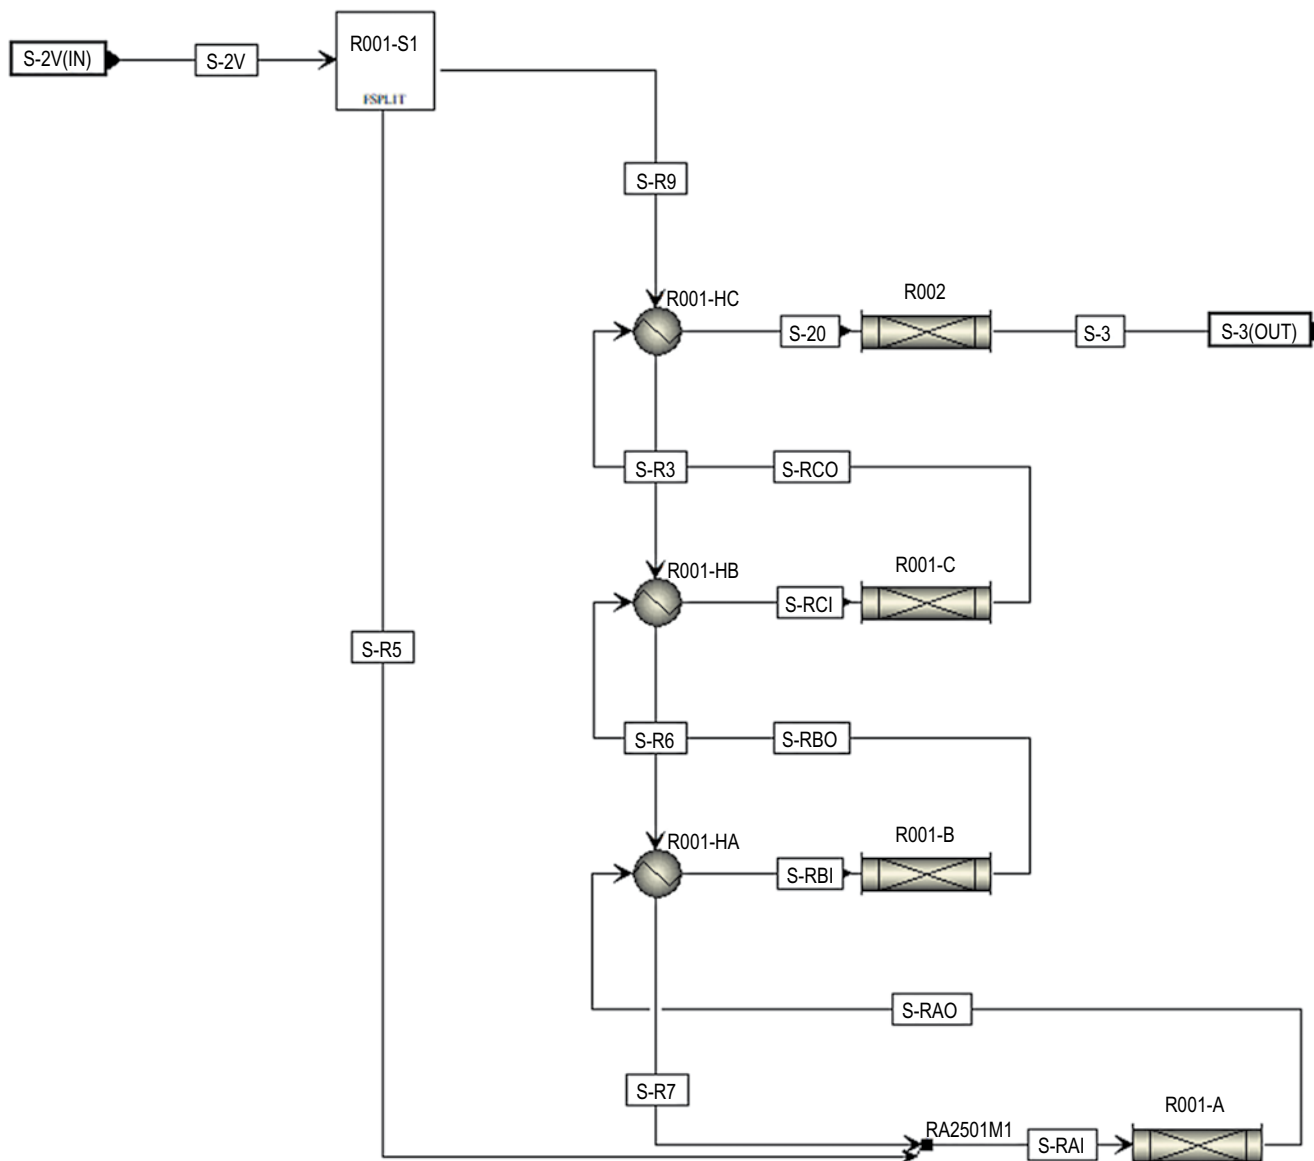 R001-S1
S-2V(IN)
S-2V
FSPLIT
S-R9
R001-HC
R002
S-20
S-3
S-3(OUT)
S-R3
S-RCO
R001-HB
R001-C
S-RCI
S-R5
S-R6
S-RBO
R001-HA
R001-B
S-RBI
S-RAO
S-R7
R001-A
RA2501M1
S-RAI